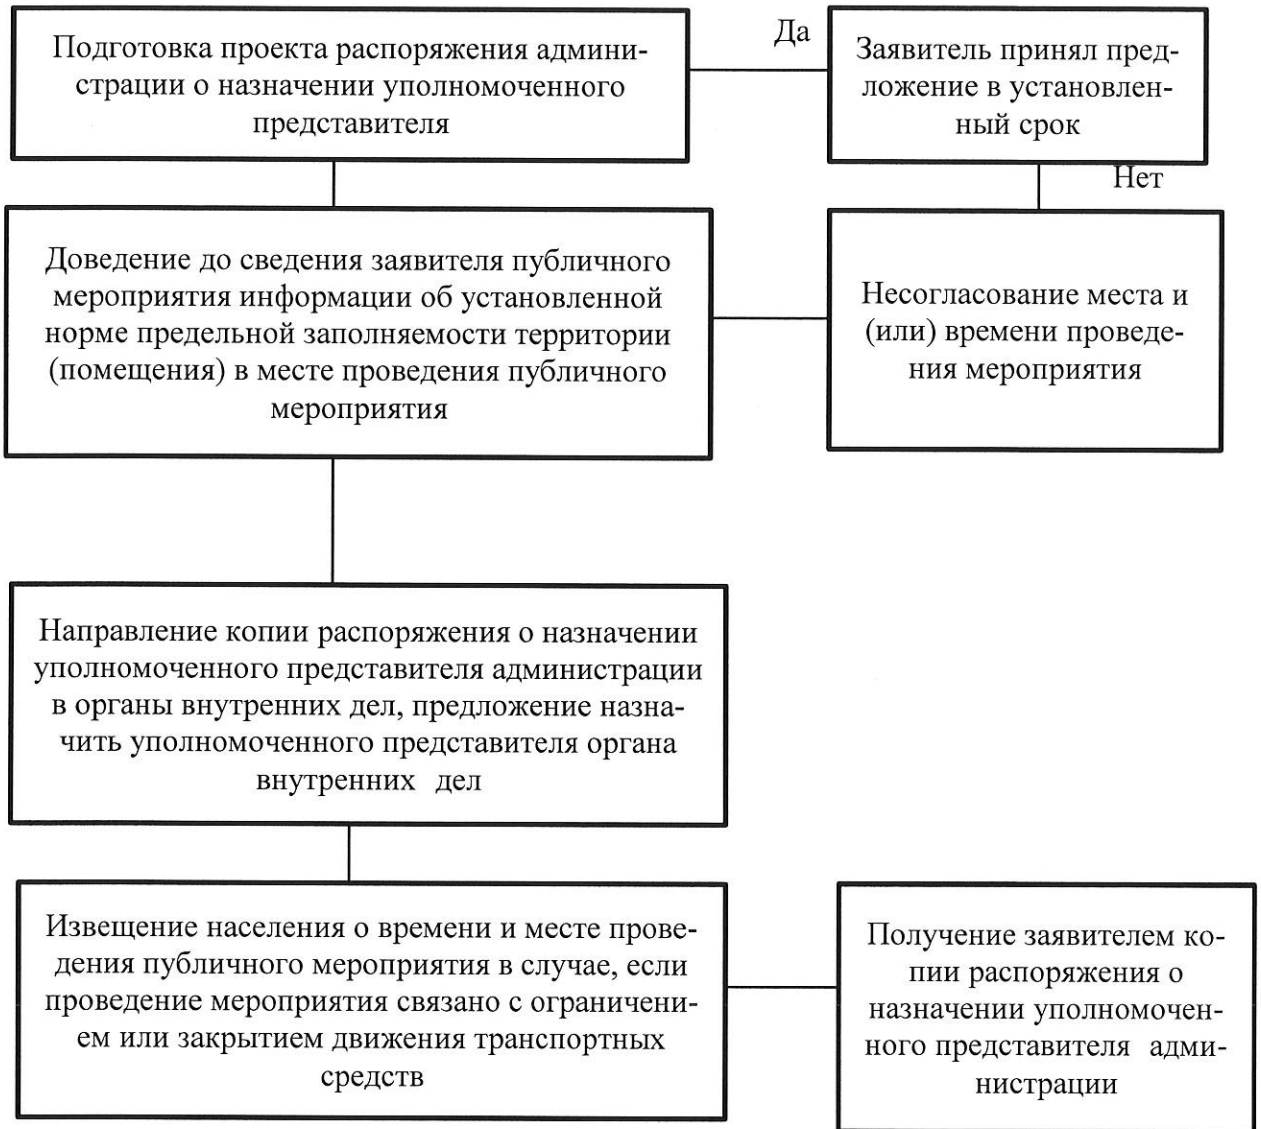 Подготовка проекта распоряжения админи-
страции о назначении уполномоченного
представителя
Да
Заявитель принял пред-
ложение в установлен-
ный срок
Нет
Доведение до сведения заявителя публичного
мероприятия информации об установленной
норме предельной заполняемости территории
(помещения) в месте проведения публичного
мероприятия
Несогласование места и
(или) времени проведе-
ния мероприятия
Направление копии распоряжения о назначении
уполномоченного представителя администрации
в органы внутренних дел, предложение назна-
чить уполномоченного представителя органа
внутренних дел
Извещение населения о времени и месте прове-
дения публичного мероприятия в случае, если
проведение мероприятия связано с ограничени-
ем или закрытием движения транспортных
средств
Получение заявителем ко-
пии распоряжения о
назначении уполномочен-
ного представителя адми-
нистрации